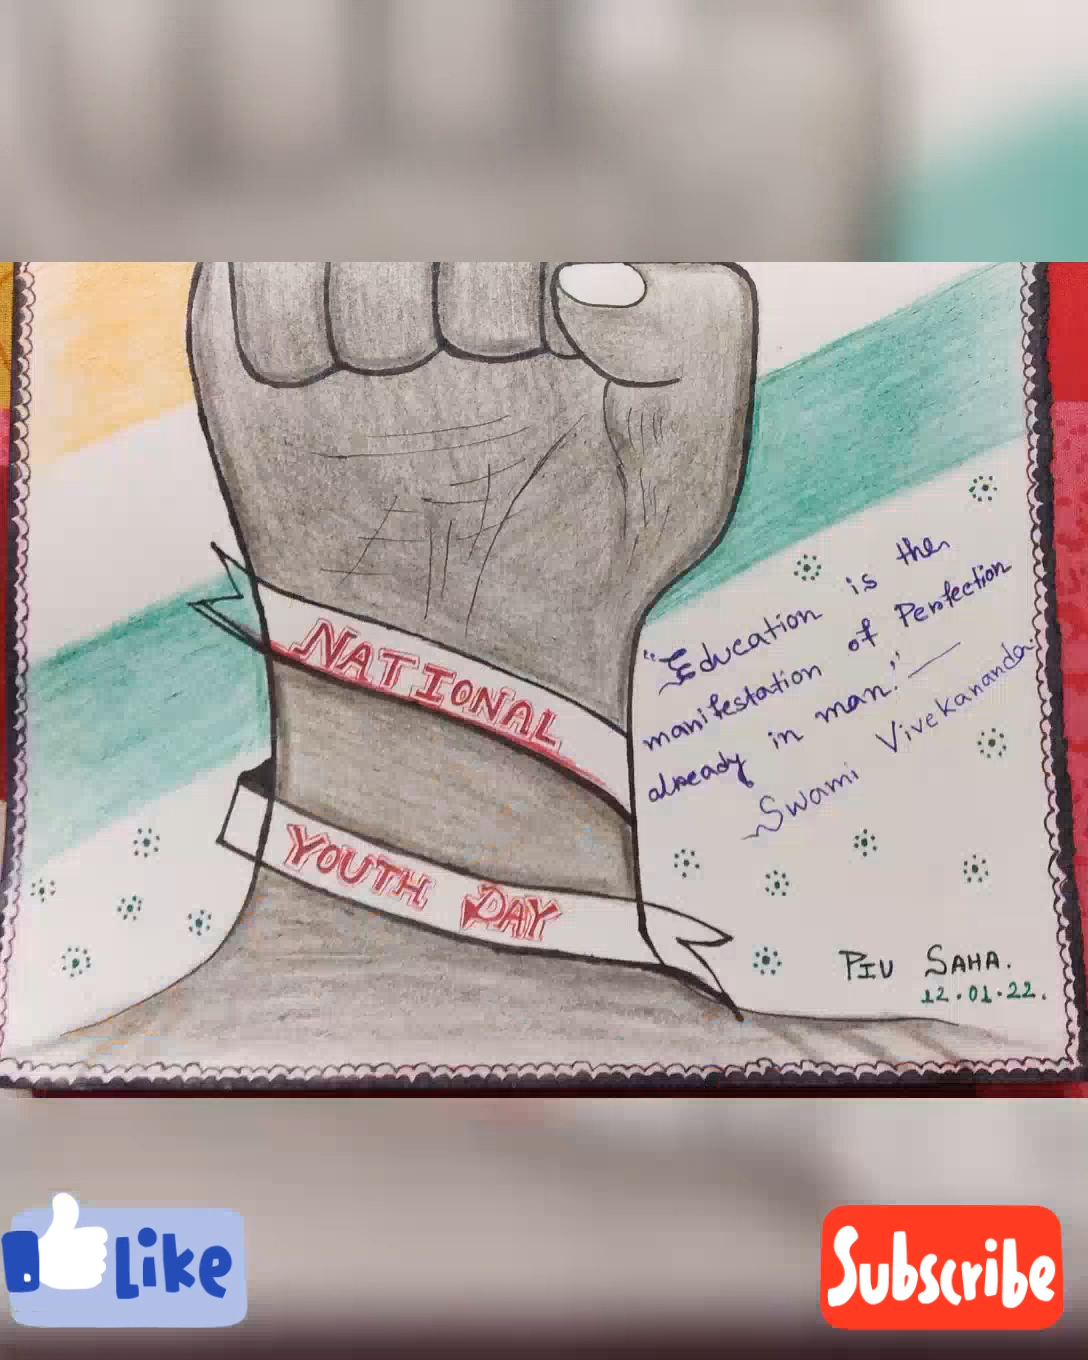 NATIONAL
YOUTH DAY
"Education is the
manifestation of Perfection
already in man." —
~ Swami Vivekananda.
PIU SAHA.
12.01.22.
Like
Subscribe